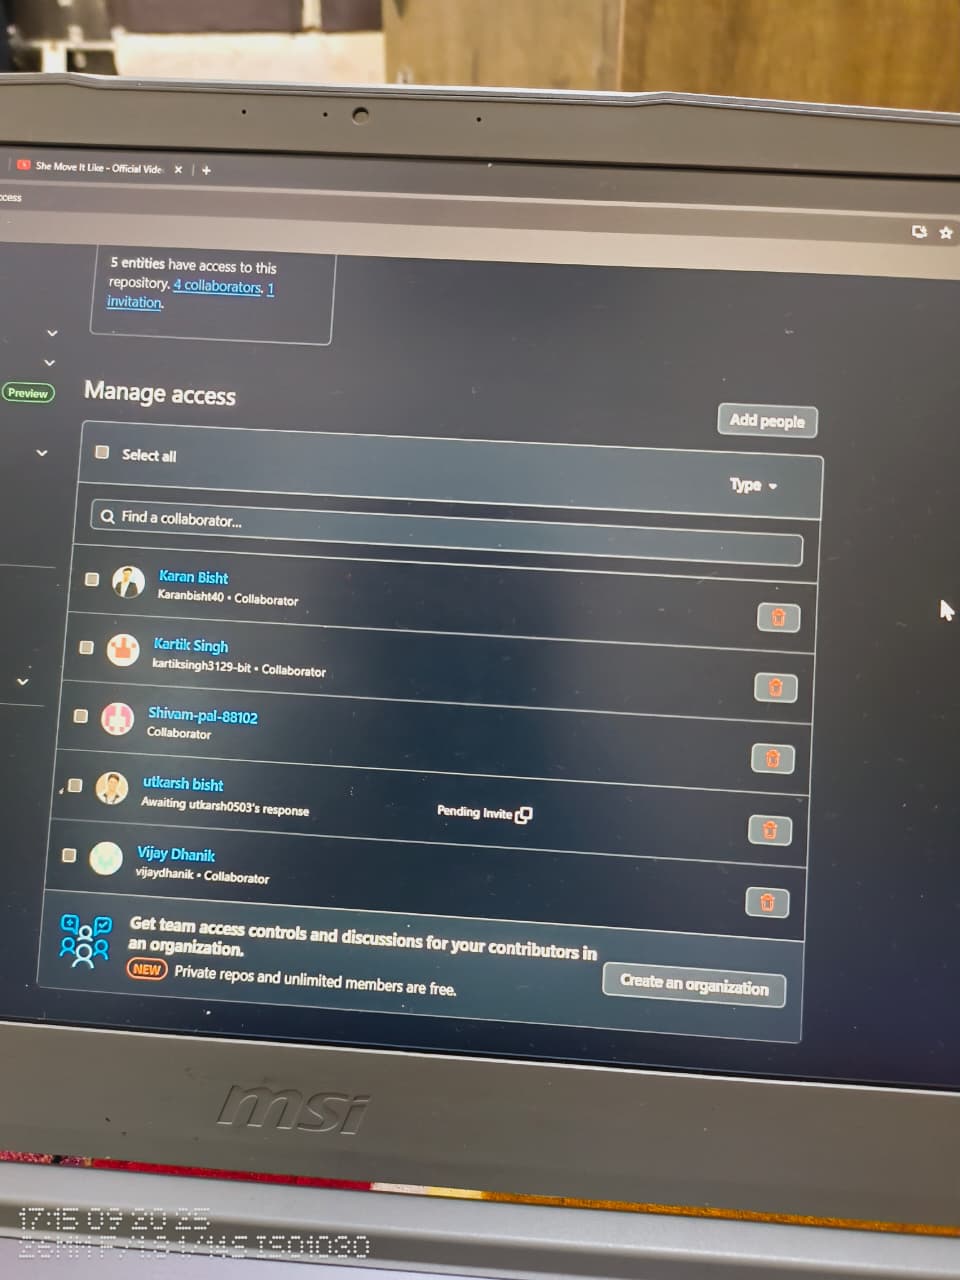 She Move It Like - Official Vide
5 entities have access to this
repository. 4 collaborators. 1
invitation.
Preview
Manage access
Add people
Select all
Type
Find a collaborator...
Karan Bisht
Karanbisht40 • Collaborator
Kartik Singh
kartiksingh3129-bit • Collaborator
Shivam-pal-88102
Collaborator
utkarsh bisht
Awaiting utkarsh0503's response
Pending Invite
Vijay Dhanik
vijaydhanik • Collaborator
Get team access controls and discussions for your contributors in
an organization.
NEW Private repos and unlimited members are free.
Create an organization
msi
17:15 09 20 25